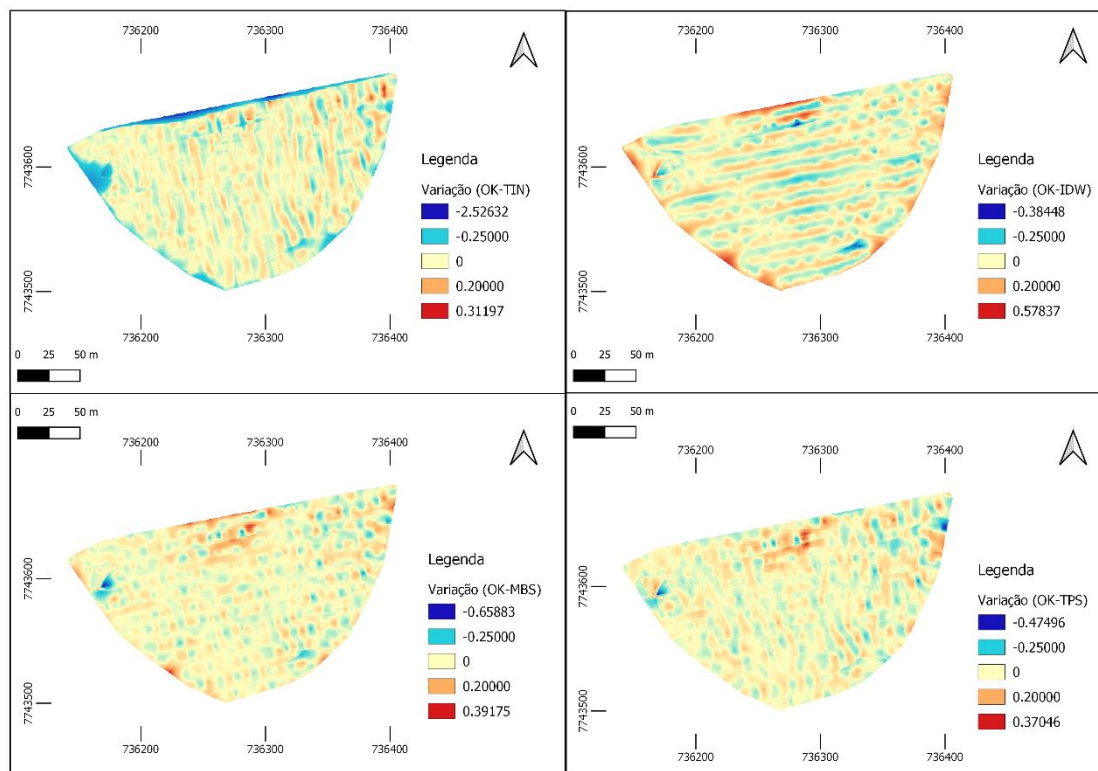 736200 736300 736400
7743600
7743500
Legenda
Variação (OK-TIN)
-2.52632
-0.25000
0
0.20000
0.31197
736200 736300 736400
0 25 50 m
736200 736300 736400
7743600
7743500
Legenda
Variação (OK-IDW)
-0.38448
-0.25000
0
0.20000
0.57837
736200 736300 736400
0 25 50 m
0 25 50 m
736200 736300 736400
7743600
7743500
Legenda
Variação (OK-MBS)
-0.65883
-0.25000
0
0.20000
0.39175
736200 736300 736400
0 25 50 m
736200 736300 736400
7743600
7743500
Legenda
Variação (OK-TPS)
-0.47496
-0.25000
0
0.20000
0.37046
736200 736300 736400